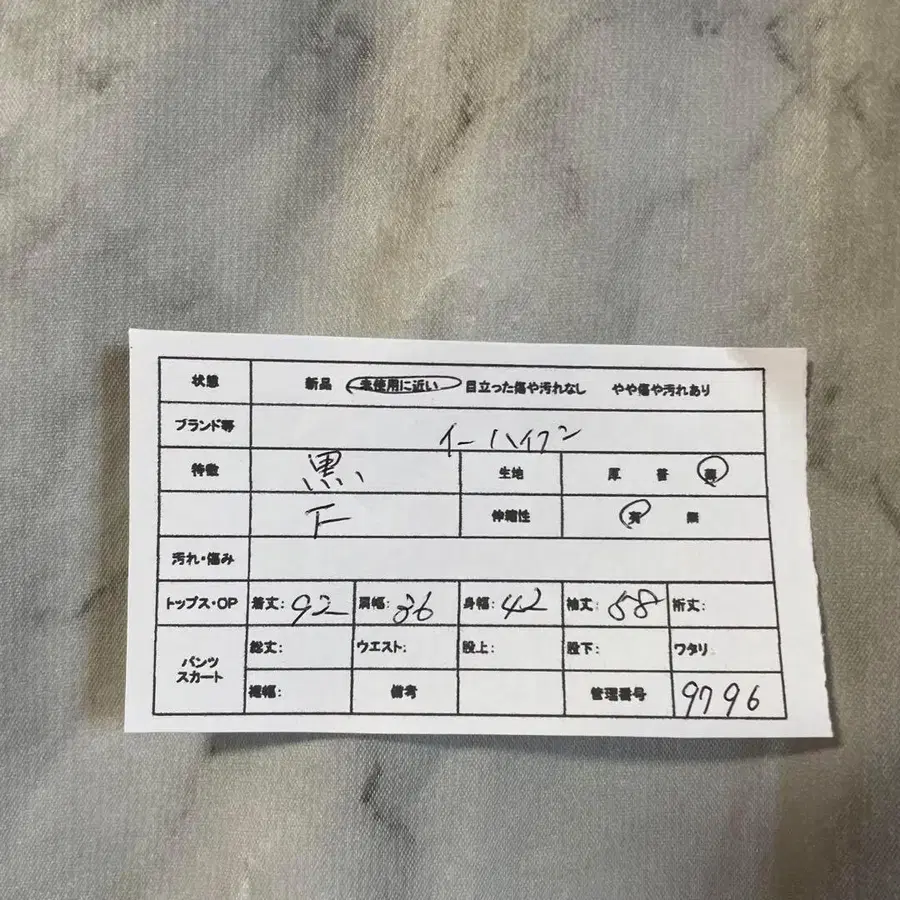 状態 新品 未使用に近い 目立った傷や汚れなし やや傷や汚れあり
ブランド等 イーハイフン
特徴 黒 生地 厚 普 薄
F 伸縮性 有 無
汚れ・傷み
トップス・OP 着丈: 92 肩幅: 36 身幅: 42 袖丈: 58 裄丈:
パンツ スカート 総丈: ウエスト: 股上: 股下: ワタリ
裾幅: 備考 管理番号 9796